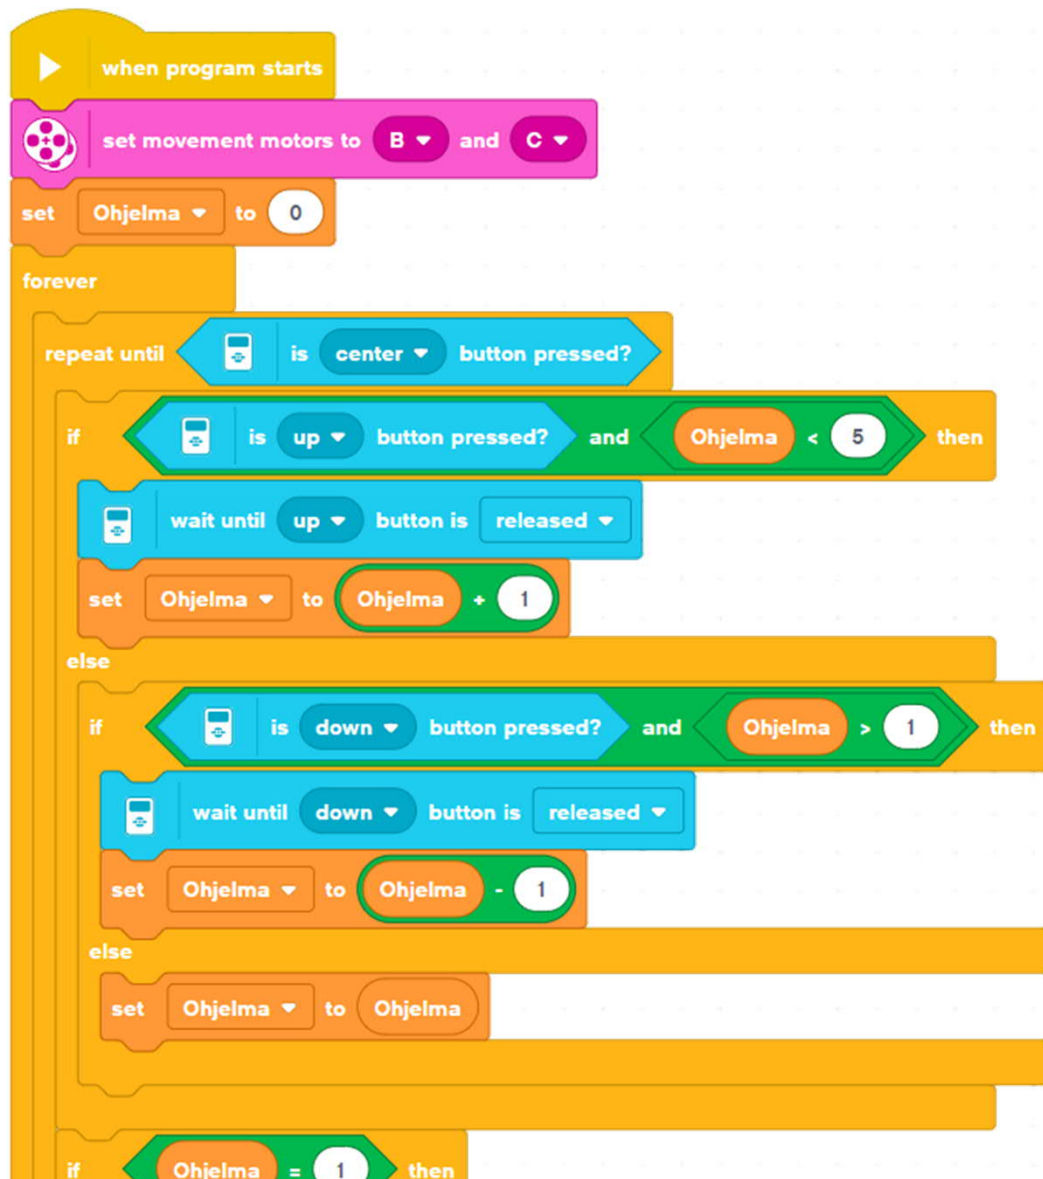 when program starts
set movement motors to B and C
set Ohjelma to 0
forever
repeat until is center button pressed?
if is up button pressed? and Ohjelma < 5 then
wait until up button is released
set Ohjelma to Ohjelma + 1
else
if is down button pressed? and Ohjelma > 1 then
wait until down button is released
set Ohjelma to Ohjelma - 1
else
set Ohjelma to Ohjelma
if Ohjelma = 1 then